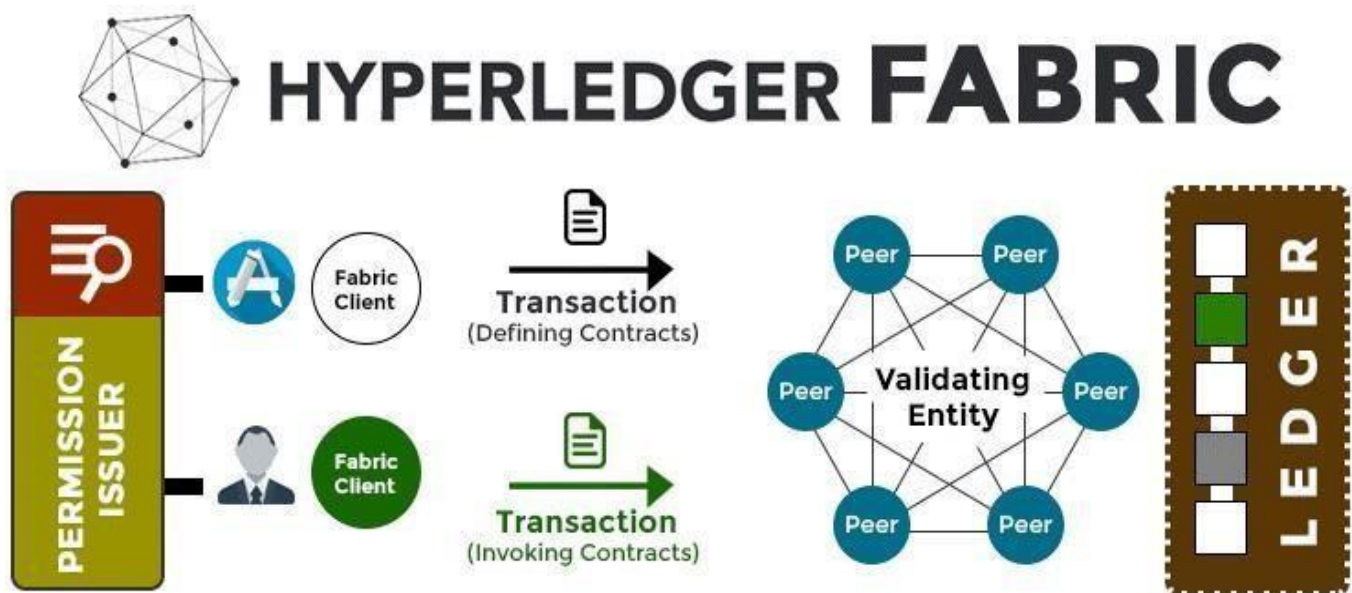 HYPERLEDGER FABRIC
PERMISSION
ISSUER
Fabric
Client
Transaction
(Defining Contracts)
Fabric
Client
Transaction
(Invoking Contracts)
Peer
Peer
Peer
Validating
Entity
Peer
Peer
Peer
LEDGER